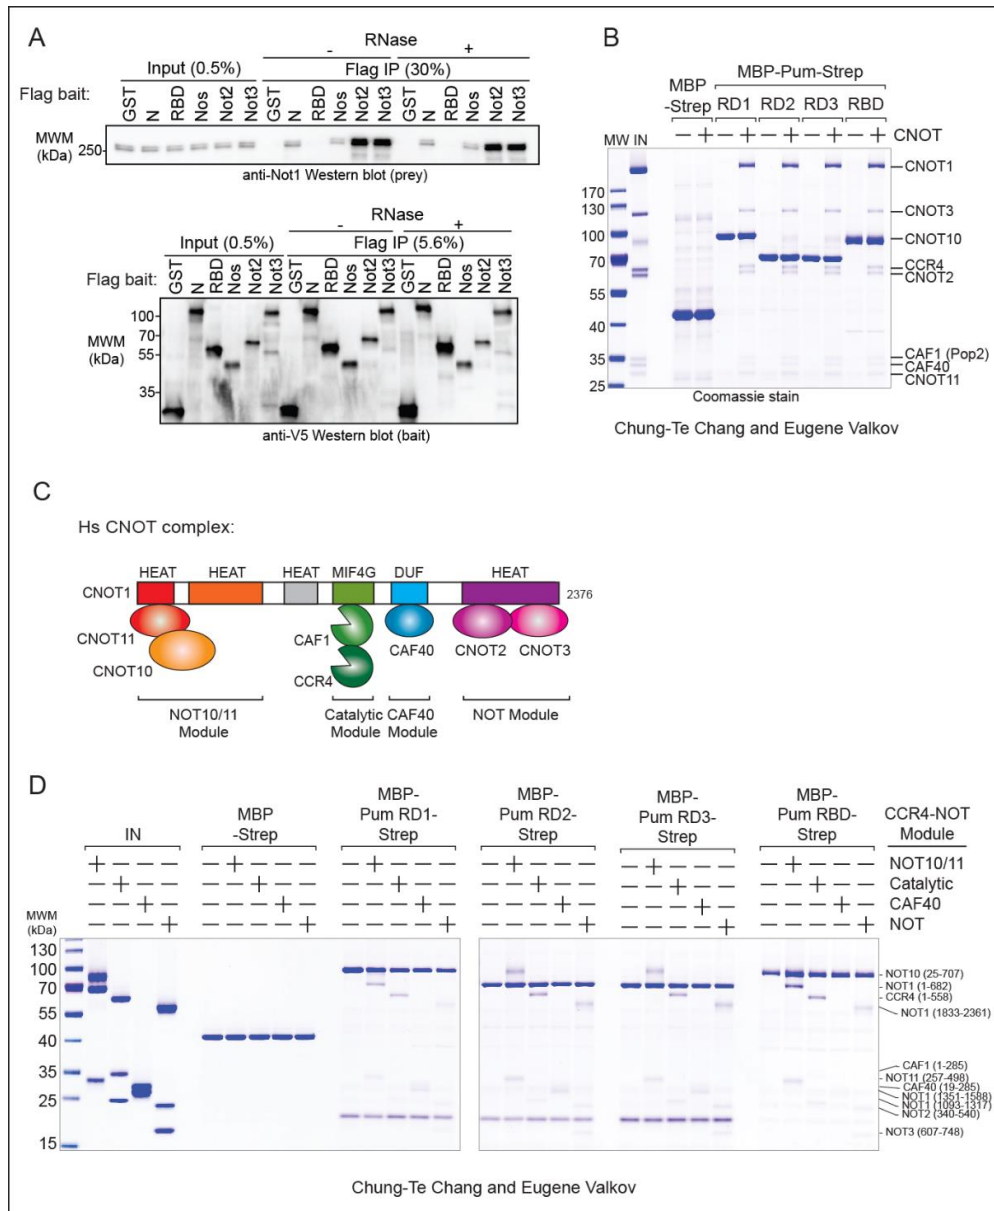 A
RNase
- +
Input (0.5%) Flag IP (30%)
Flag bait: GST N RBD Nos Not2 Not3 GST N RBD Nos Not2 Not3 GST N RBD Nos Not2 Not3
MWM
(kDa)
250
anti-Not1 Western blot (prey)
RNase
- +
Input (0.5%) Flag IP (5.6%)
Flag bait: GST N RBD Nos Not2 Not3 GST N RBD Nos Not2 Not3 GST N RBD Nos Not2 Not3
MWM
(kDa)
100
70
55
35
anti-V5 Western blot (bait)
B
MBP-Pum-Strep
MBP
-Strep
RD1 RD2 RD3 RBD
MW IN − + − + − + − + − + CNOT
170
130
100
70
55
40
35
25
CNOT1
CNOT3
CNOT10
CCR4
CNOT2
CAF1 (Pop2)
CAF40
CNOT11
Coomassie stain
Chung-Te Chang and Eugene Valkov
C
Hs CNOT complex:
HEAT HEAT HEAT MIF4G DUF HEAT
CNOT1 2376
CNOT11
CNOT10
CAF1
CCR4
CAF40
CNOT2 CNOT3
NOT10/11
Module
Catalytic
Module
CAF40
Module
NOT Module
D
IN
MBP
-Strep
MBP-
Pum RD1-
Strep
MBP-
Pum RD2-
Strep
MBP-
Pum RD3-
Strep
MBP-
Pum RBD-
Strep
CCR4-NOT
Module
+ − − − − + − − − − + − − − − + − − − − + − − − − + − − − NOT10/11
− + − − − − + − − − − + − − − − + − − − − + − − − − + − − Catalytic
− − + − − − − + − − − − + − − − − + − − − − + − − − − + − CAF40
− − − + − − − − + − − − − + − − − − + − − − − + − − − − + NOT
MWM
(kDa)
130
100
70
55
40
35
25
15
NOT10 (25-707)
NOT1 (1-682)
CCR4 (1-558)
NOT1 (1833-2361)
CAF1 (1-285)
NOT11 (257-498)
CAF40 (19-285)
NOT1 (1351-1588)
NOT1 (1093-1317)
NOT2 (340-540)
NOT3 (607-748)
Chung-Te Chang and Eugene Valkov